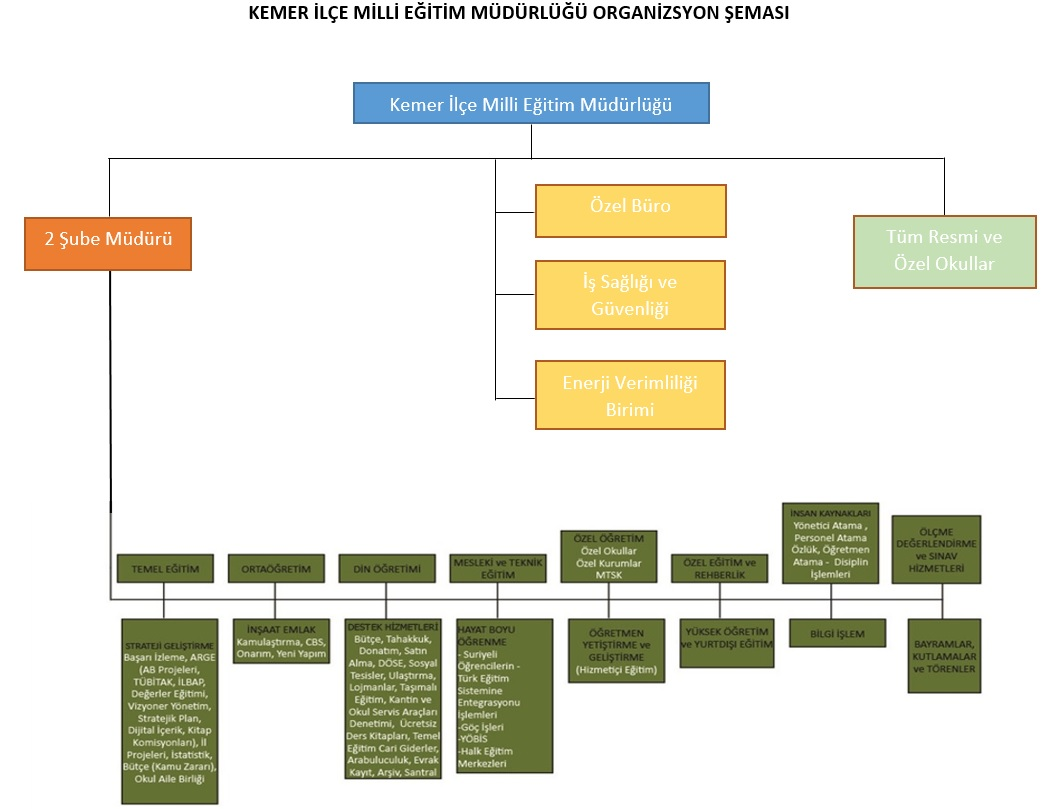 KEMER İLÇE MİLLİ EĞİTİM MÜDÜRLÜĞÜ ORGANİZSYON ŞEMASI
Kemer İlçe Milli Eğitim Müdürlüğü
2 Şube Müdürü
Özel Büro
İş Sağlığı ve
Güvenliği
Enerji Verimliliği
Birimi
Tüm Resmi ve
Özel Okullar
TEMEL EĞİTİM
ORTAÖĞRETİM
DİN ÖĞRETİMİ
MESLEKİ ve TEKNİK
EĞİTİM
ÖZEL ÖĞRETİM
Özel Okullar
Özel Kurumlar
MTSK
ÖZEL EĞİTİM ve
REHBERLİK
İNSAN KAYNAKLARI
Yönetici Atama ,
Personel Atama
Özlük, Öğretmen
Atama - Disiplin
İşlemleri
ÖLÇME
DEĞERLENDİRME
ve SINAV
HİZMETLERİ
STRATEJİ GELİŞTİRME
Başarı İzleme, ARGE
(AB Projeleri,
TÜBİTAK, İLBAP,
Değerler Eğitimi,
Vizyoner Yönetim,
Stratejik Plan,
Dijital İçerik, Kitap
Komisyonları), İl
Projeleri, İstatistik,
Bütçe (Kamu Zararı),
Okul Aile Birliği
İNŞAAT EMLAK
Kamulaştırma, CBS,
Onarım, Yeni Yapım
DESTEK HİZMETLERİ
Bütçe, Tahakkuk,
Donatım, Satın
Alma, DÖSE, Sosyal
Tesisler, Ulaştırma,
Lojmanlar, Taşımalı
Eğitim, Kantin ve
Okul Servis Araçları
Denetimi, Ücretsiz
Ders Kitapları, Temel
Eğitim Cari Giderler,
Arabuluculuk, Evrak
Kayıt, Arşiv, Santral
HAYAT BOYU
ÖĞRENME
- Suriyeli
Öğrencilerin -
Türk Eğitim
Sistemine
Entegrasyonu
İşlemleri
-Göç İşleri
-YÖBİS
-Halk Eğitim
Merkezleri
ÖĞRETMEN
YETİŞTİRME ve
GELİŞTİRME
(Hizmetiçi Eğitim)
YÜKSEK ÖĞRETİM
ve YURTDIŞI EĞİTİM
BİLGİ İŞLEM
BAYRAMLAR,
KUTLAMALAR
ve TÖRENLER